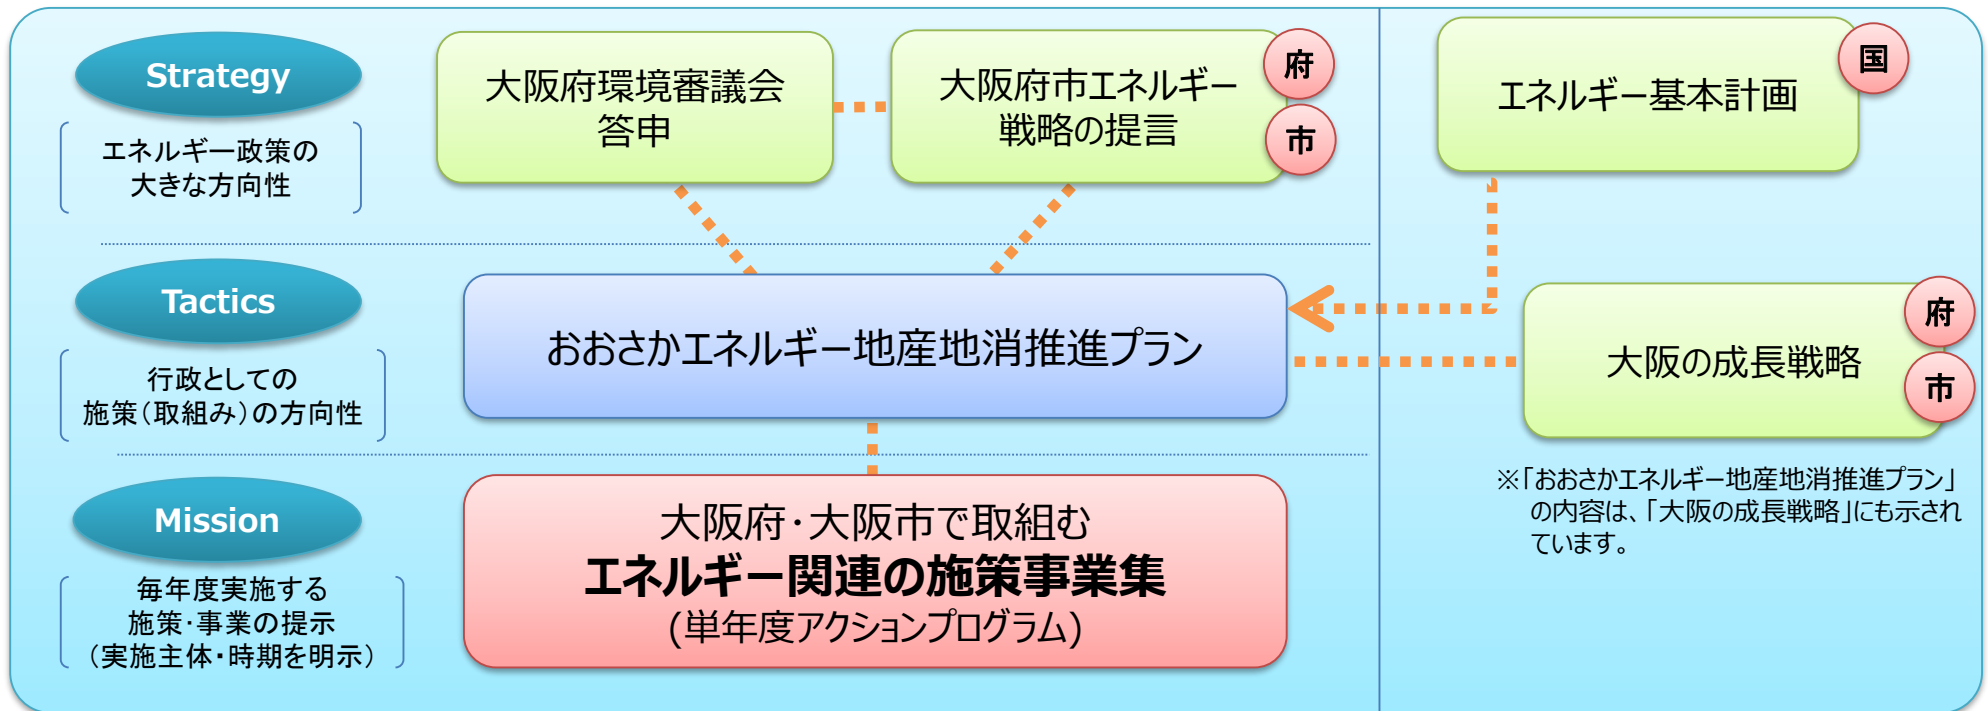 Strategy
エネルギー政策の
大きな方向性
大阪府環境審議会
答申
大阪府市エネルギー
戦略の提言
府
市
エネルギー基本計画
国
Tactics
行政としての
施策(取組み)の方向性
おおさかエネルギー地産地消推進プラン
大阪の成長戦略
府
市
※「おおさかエネルギー地産地消推進プラン」
の内容は、「大阪の成長戦略」にも示され
ています。
Mission
毎年度実施する
施策・事業の提示
(実施主体・時期を明示)
大阪府・大阪市で取組む
エネルギー関連の施策事業集
(単年度アクションプログラム)